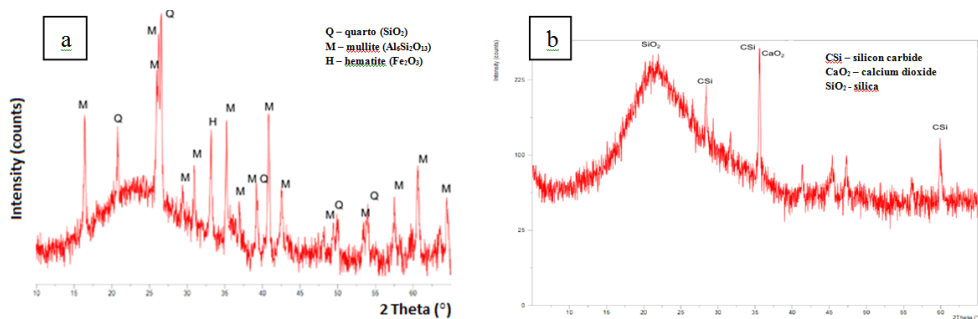 a
Q – quarto (SiO₂)
M – mullite (Al₆Si₂O₁₃)
H – hematite (Fe₂O₃)
Q
M
M
M
Q
H
M
M
M
M
M
M
Q
M
M
Q
M
Q
M
M
M
Intensity (counts)
10 15 20 25 30 35 40 45 50 55 60
2 Theta (°)
b
CSi – silicon carbide
CaO₂ – calcium dioxide
SiO₂ - silica
SiO₂
CSi
CaO₂
CSi
CSi
Intensity (counts)
225
100
25
0
5 10 15 20 25 30 35 40 45 50 55 60
2Theta (°)